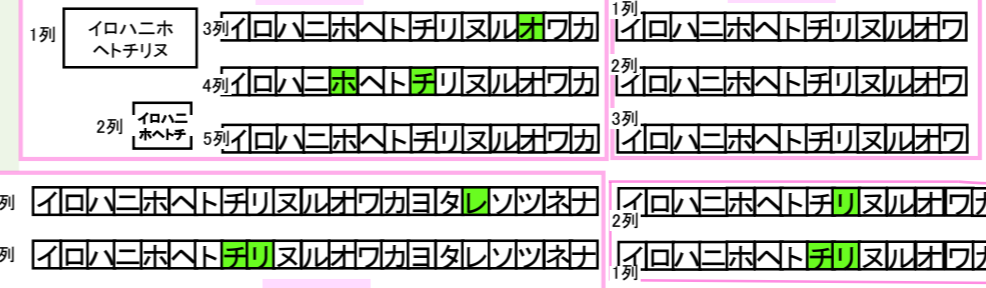 1列
イロハニホ
ヘトチリヌ
2列
イロハニ
ホヘトチ
3列 イロハニホヘトチリヌルオワカ
4列 イロハニホヘトチリヌルオワカ
5列 イロハニホヘトチリヌルオワカ
1列 イロハニホヘトチリヌルオワ
2列 イロハニホヘトチリヌルオワ
3列 イロハニホヘトチリヌルオワ
列 イロハニホヘトチリヌルオワカヨタレソツネナ
列 イロハニホヘトチリヌルオワカヨタレソツネナ
イロハニホヘトチリヌルオワカ
2列
イロハニホヘトチリヌルオワカ
1列